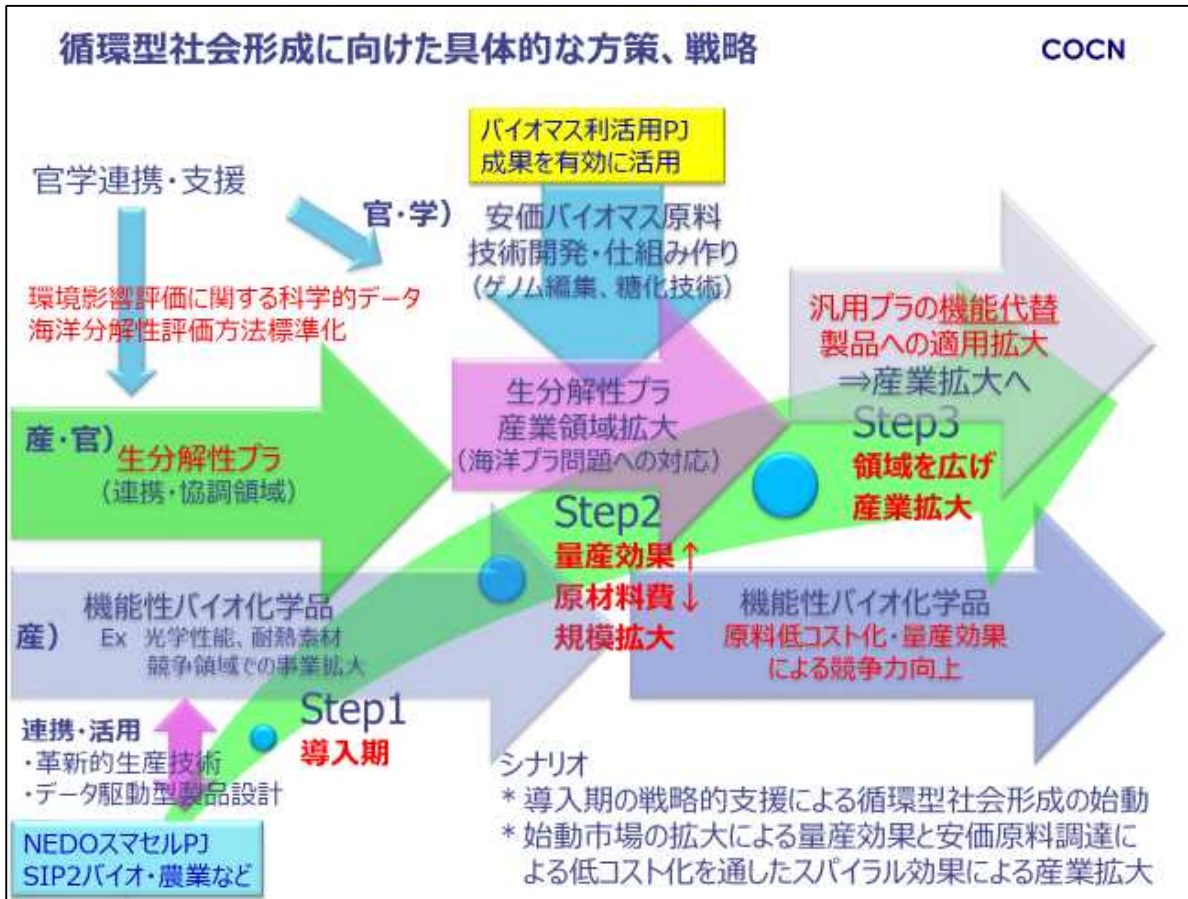 循環型社会形成に向けた具体的な方策、戦略
COCN
バイオマス利活用PJ
成果を有効に活用
官学連携・支援
官・学）
安価バイオマス原料
技術開発・仕組み作り
（ゲノム編集、糖化技術）
環境影響評価に関する科学的データ
海洋分解性評価方法標準化
汎用プラの機能代替
製品への適用拡大
⇒産業拡大へ
Step3
領域を広げ
産業拡大
産・官）
生分解性プラ
（連携・協調領域）
生分解性プラ
産業領域拡大
（海洋プラ問題への対応）
Step2
量産効果↑
原材料費↓
規模拡大
産）
機能性バイオ化学品
Ex 光学性能、耐熱素材
競争領域での事業拡大
機能性バイオ化学品
原料低コスト化・量産効果
による競争力向上
Step1
導入期
連携・活用
・革新的生産技術
・データ駆動型製品設計
NEDOスマセルPJ
SIP2バイオ・農業など
シナリオ
* 導入期の戦略的支援による循環型社会形成の始動
* 始動市場の拡大による量産効果と安価原料調達に
よる低コスト化を通したスパイラル効果による産業拡大